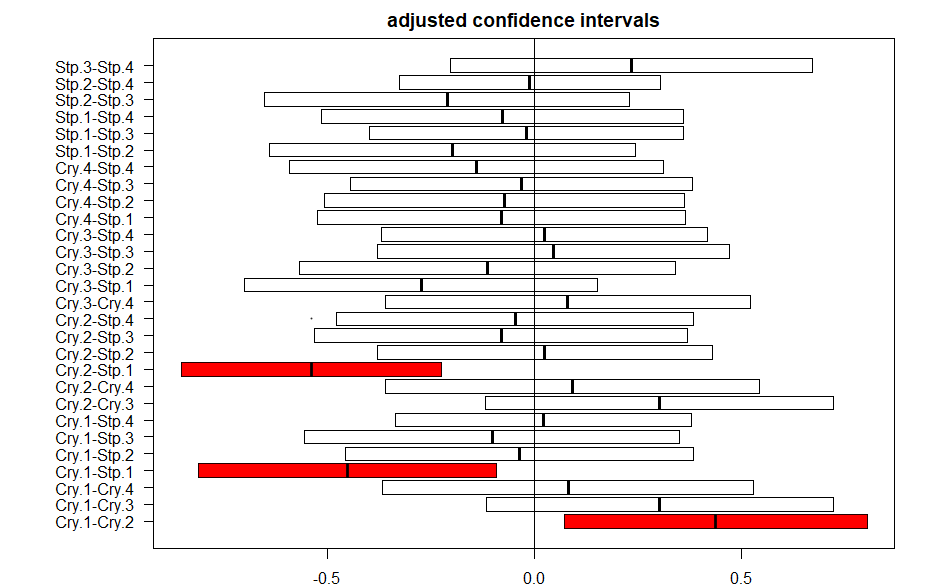 adjusted confidence intervals
Stp.3-Stp.4
Stp.2-Stp.4
Stp.2-Stp.3
Stp.1-Stp.4
Stp.1-Stp.3
Stp.1-Stp.2
Cry.4-Stp.4
Cry.4-Stp.3
Cry.4-Stp.2
Cry.4-Stp.1
Cry.3-Stp.4
Cry.3-Stp.3
Cry.3-Stp.2
Cry.3-Stp.1
Cry.3-Cry.4
Cry.2-Stp.4
Cry.2-Stp.3
Cry.2-Stp.2
Cry.2-Stp.1
Cry.2-Cry.4
Cry.2-Cry.3
Cry.1-Stp.4
Cry.1-Stp.3
Cry.1-Stp.2
Cry.1-Stp.1
Cry.1-Cry.4
Cry.1-Cry.3
Cry.1-Cry.2
-0.5 0.0 0.5